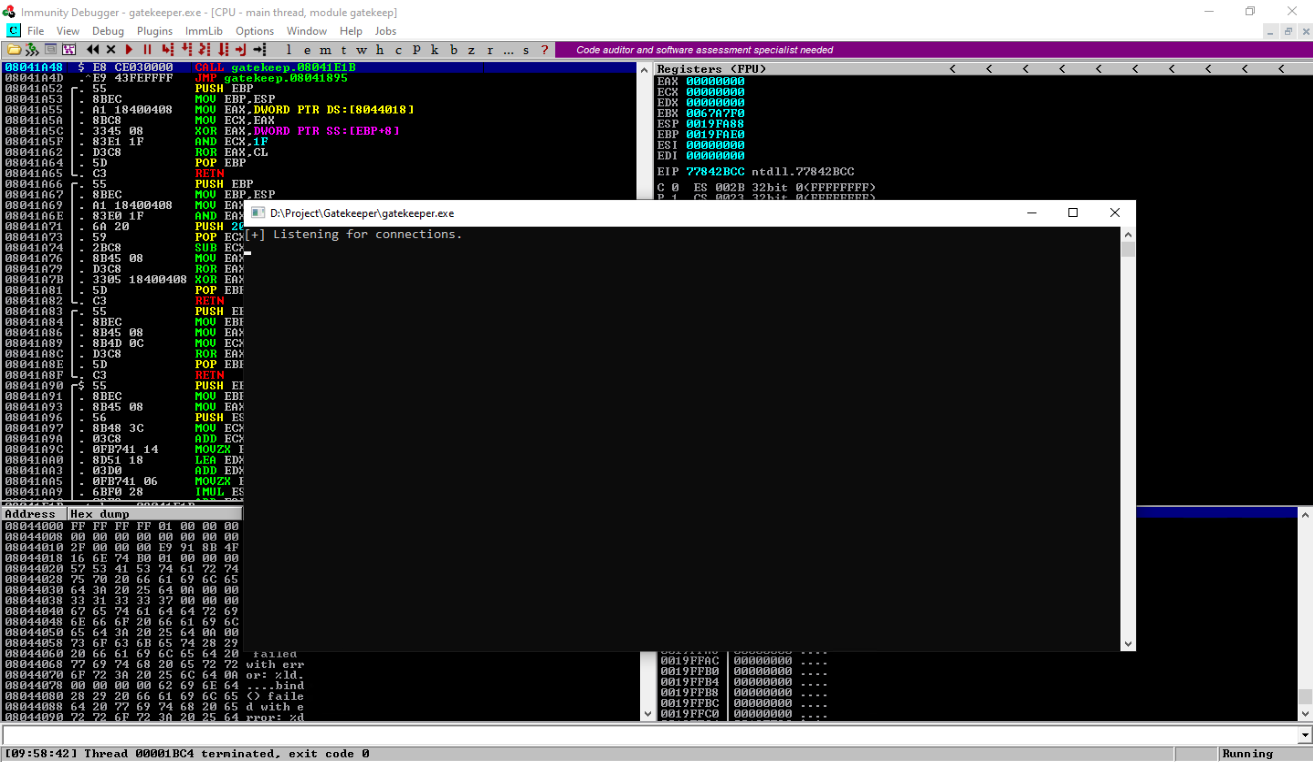 Immunity Debugger - gatekeeper.exe - [CPU - main thread, module gatekeep]
C File View Debug Plugins ImmLib Options Window Help Jobs
l e m t w h c P k b z r ... s ? Code auditor and software assessment specialist needed
08041A48 $ E8 CE030000 CALL gatekeep.08041E1B
08041A4D .^E9 43FEFFFF JMP gatekeep.08041895
08041A52 . 55 PUSH EBP
08041A53 . 8BEC MOV EBP,ESP
08041A55 . A1 18400408 MOV EAX,DWORD PTR DS:[8044018]
08041A5A . 8BC8 MOV ECX,EAX
08041A5C . 3345 08 XOR EAX,DWORD PTR SS:[EBP+8]
08041A5F . 83E1 1F AND ECX,1F
08041A62 . D3C8 ROR EAX,CL
08041A64 . 5D POP EBP
08041A65 . C3 RETN
08041A66 . 55 PUSH EBP
08041A67 . 8BEC MOV EBP,ESP
08041A69 . A1 18400408 MOV EAX
08041A6E . 83E0 1F AND EAX
08041A71 . 6A 20 PUSH 20
08041A73 . 59 POP ECX
08041A74 . 2BC8 SUB ECX
08041A76 . 8B45 08 MOV EAX
08041A79 . D3C8 ROR EAX
08041A7B . 3305 18400408 XOR EAX
08041A81 . 5D POP EBP
08041A82 . C3 RETN
08041A83 . 55 PUSH
08041A84 . 8BEC MOV
08041A86 . 8B45 08 MOV EAX
08041A89 . 8B4D 0C MOV ECX
08041A8C . D3C8 ROR EAX
08041A8E . 5D POP
08041A8F . C3 RETN
08041A90 $ 55 PUSH
08041A91 . 8BEC MOV
08041A93 . 8B45 08 MOV EAX
08041A96 . 56 PUSH ES
08041A97 . 8B48 3C MOV ECX
08041A9A . 03C8 ADD ECX
08041A9C . 0FB741 14 MOVZX
08041AA0 . 8D51 18 LEA EDX
08041AA3 . 03D0 ADD EDX
08041AA5 . 0FB741 06 MOVZX
08041AA9 . 6BF0 28 IMUL ES
Registers (FPU) < < < < < < < < < <
EAX 00000000
ECX 00000000
EDX 00000000
EBX 0067A7F0
ESP 0019FA88
EBP 0019FAE0
ESI 00000000
EDI 00000000
EIP 77842BCC ntdll.77842BCC
C 0 ES 002B 32bit 0(FFFFFFFF)
P 1 CS 0023 32bit 0(FFFFFFFF)
D:\Project\Gatekeeper\gatekeeper.exe
[+] Listening for connections.
Address Hex dump
08044000 FF FF FF FF 01 00 00 00
08044008 00 00 00 00 00 00 00 00
08044010 2F 00 00 00 E9 91 8B 4F
08044018 16 6E 74 B0 01 00 00 00
08044020 57 53 41 53 74 61 72 74
08044028 75 70 20 66 61 69 6C 65
08044030 64 3A 20 25 64 0A 00 00
08044038 33 31 33 33 37 00 00 00
08044040 67 65 74 61 64 64 72 69
08044048 6E 66 6F 20 66 61 69 6C
08044050 65 64 3A 20 25 64 0A 00
08044058 73 6F 63 6B 65 74 28 29
08044060 20 66 61 69 6C 65 64 20 failed
08044068 77 69 74 68 20 65 72 72 with err
08044070 6F 72 3A 20 25 6C 64 0A or: %ld.
08044078 00 00 00 00 62 69 6E 64 ....bind
08044080 28 29 20 66 61 69 6C 65 () faile
08044088 64 20 77 69 74 68 20 65 d with e
08044090 72 72 6F 72 3A 20 25 64 rror: %d
0019FFAC 00000000 ....
0019FFB0 00000000 ....
0019FFB4 00000000 ....
0019FFB8 00000000 ....
0019FFBC 00000000 ....
0019FFC0 00000000 ....
[09:58:42] Thread 00001BC4 terminated, exit code 0
Running